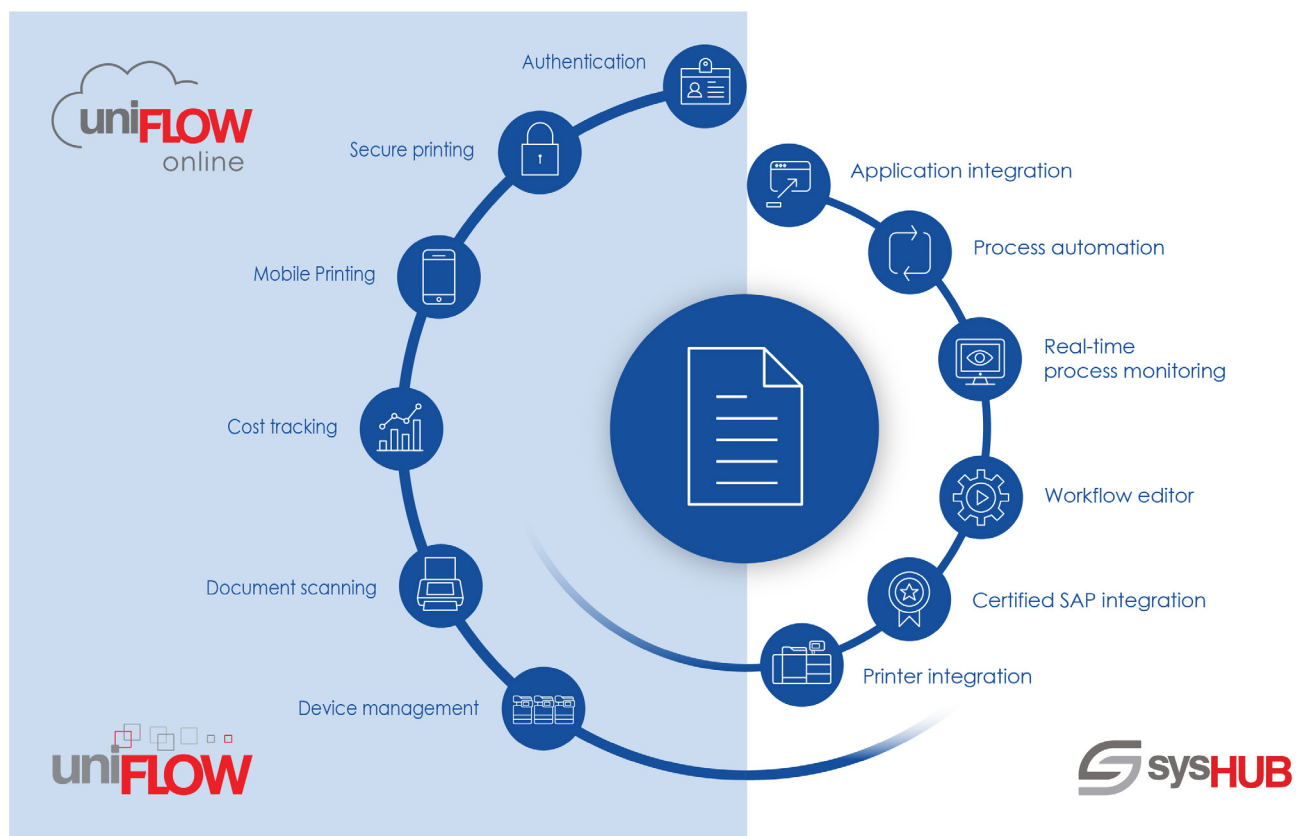 uniFLOW
online
Authentication
Secure printing
Mobile Printing
Cost tracking
Document scanning
Device management
uniFLOW
Application integration
Process automation
Real-time
process monitoring
Workflow editor
Certified SAP integration
Printer integration
sysHUB